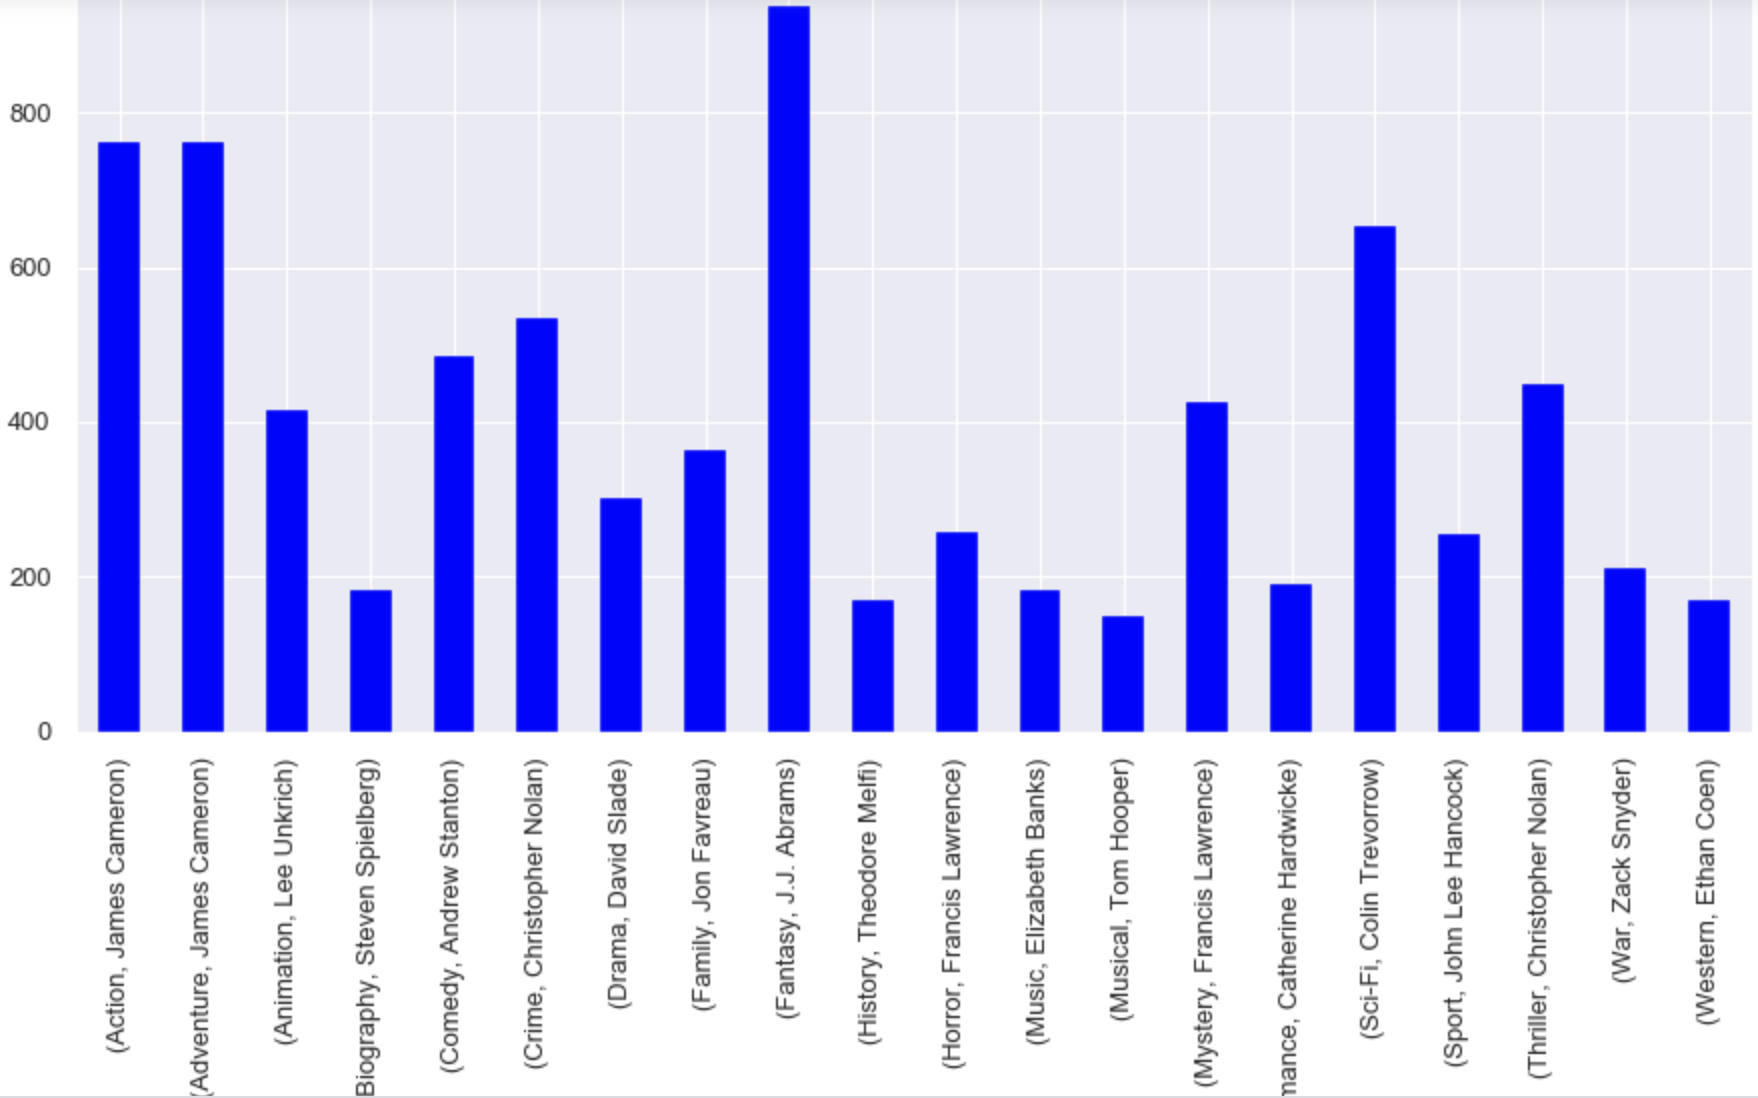 800
600
400
200
0
(Action, James Cameron)
(Adventure, James Cameron)
(Animation, Lee Unkrich)
Biography, Steven Spielberg)
(Comedy, Andrew Stanton)
(Crime, Christopher Nolan)
(Drama, David Slade)
(Family, Jon Favreau)
(Fantasy, J.J. Abrams)
(History, Theodore Melfi)
(Horror, Francis Lawrence)
(Music, Elizabeth Banks)
(Musical, Tom Hooper)
(Mystery, Francis Lawrence)
mance, Catherine Hardwicke)
(Sci-Fi, Colin Trevorrow)
(Sport, John Lee Hancock)
(Thriller, Christopher Nolan)
(War, Zack Snyder)
(Western, Ethan Coen)